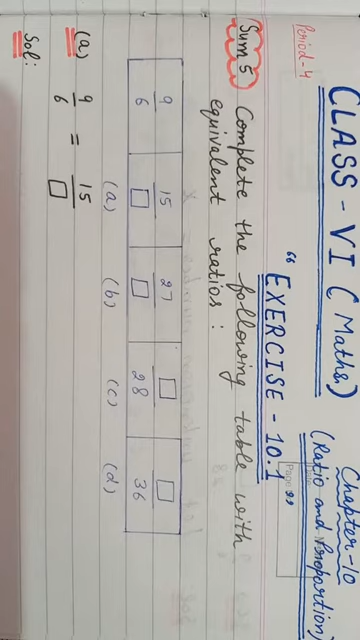 Period-4
CLASS-VI (Maths)
Chapter-10
(Ratio and Proportion)
"EXERCISE-10.1"
Page
Sum 5 Complete the following table with
equivalent ratios:
9/6 15/□ 27/□ □/28 □/36
(a) (b) (c) (d)
(a) 9/6 = 15/□
Sol: